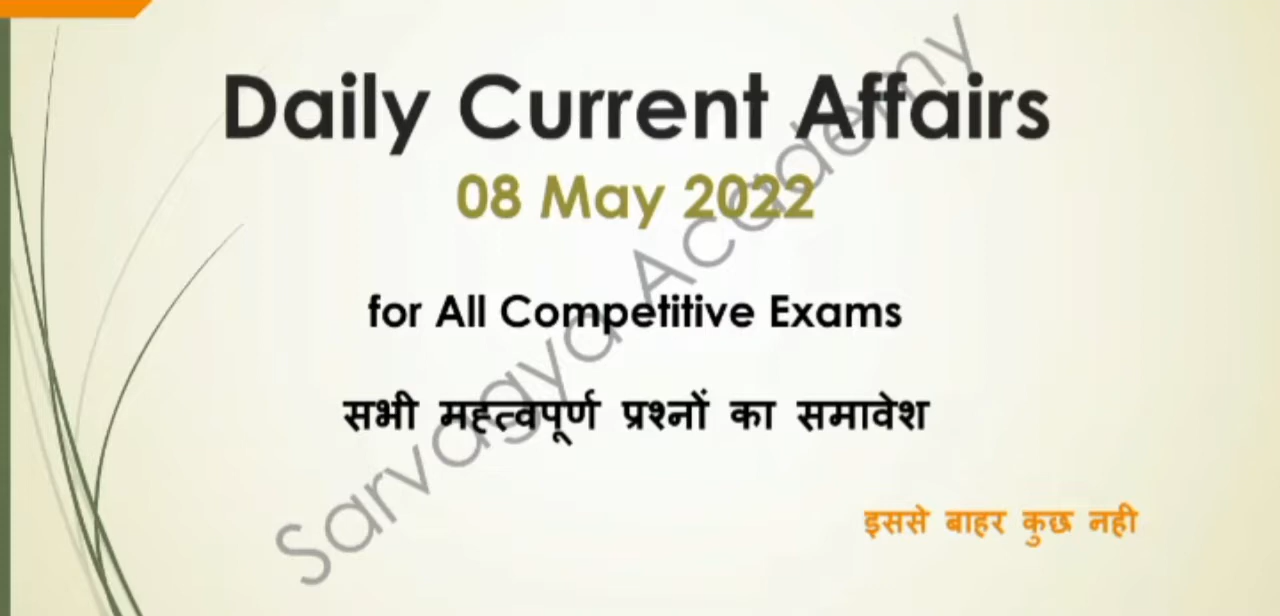 Daily Current Affairs
08 May 2022
for All Competitive Exams
सभी महत्वपूर्ण प्रश्नों का समावेश
इससे बाहर कुछ नही
Sarvagya Academy